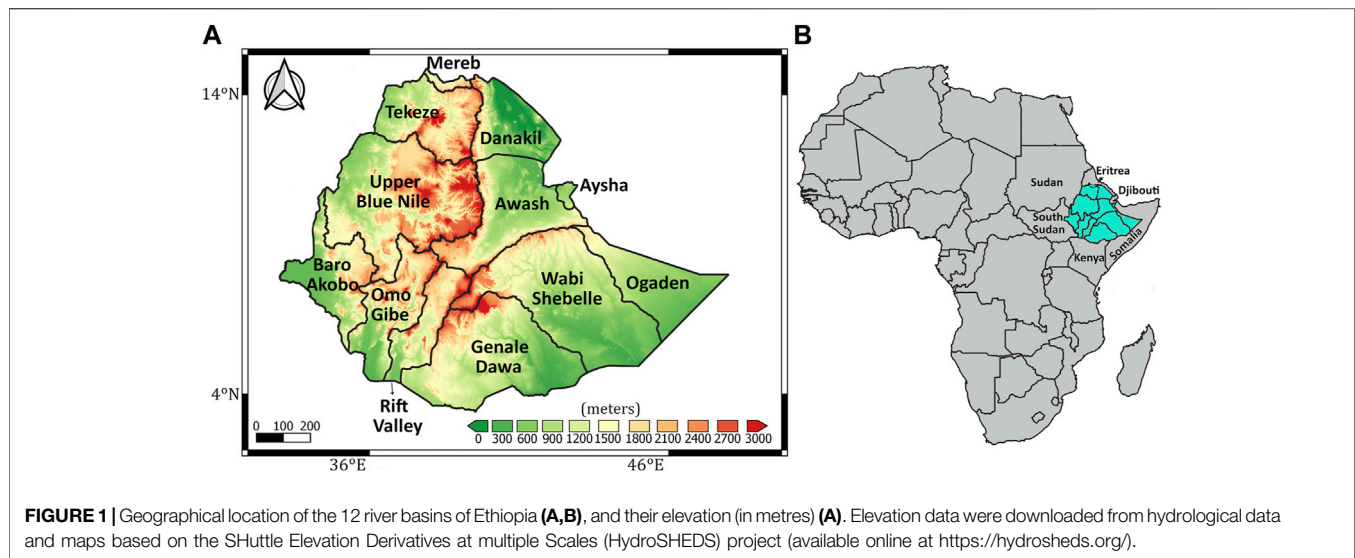 A
B
Mereb
14°N
Tekeze
Danakil
Upper
Blue Nile
Aysha
Awash
Baro
Akobo
Omo
Gibe
Wabi
Shebelle
Ogaden
Genale
Dawa
4°N
Rift
Valley
(meters)
0 100 200
0 300 600 900 1200 1500 1800 2100 2400 2700 3000
36°E
46°E
Eritrea
Sudan
Djibouti
South
Sudan
Somalia
Kenya
FIGURE 1 | Geographical location of the 12 river basins of Ethiopia (A,B), and their elevation (in metres) (A). Elevation data were downloaded from hydrological data
and maps based on the SHuttle Elevation Derivatives at multiple Scales (HydroSHEDS) project (available online at https://hydrosheds.org/).